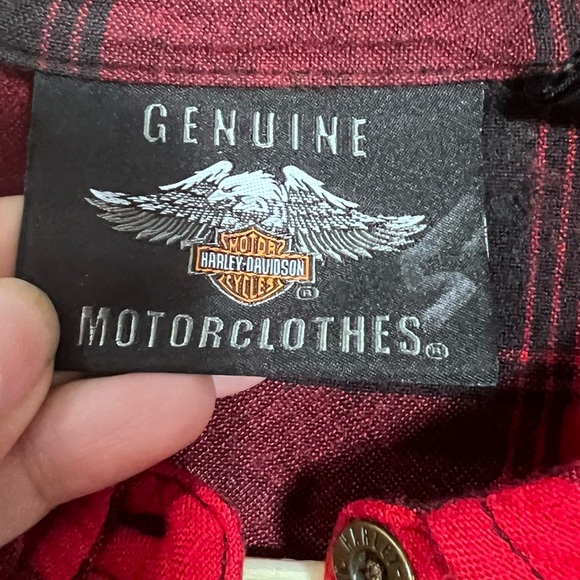 GENUINE
MOTOR
HARLEY-DAVIDSON
CYCLES
®
MOTORCLOTHES®